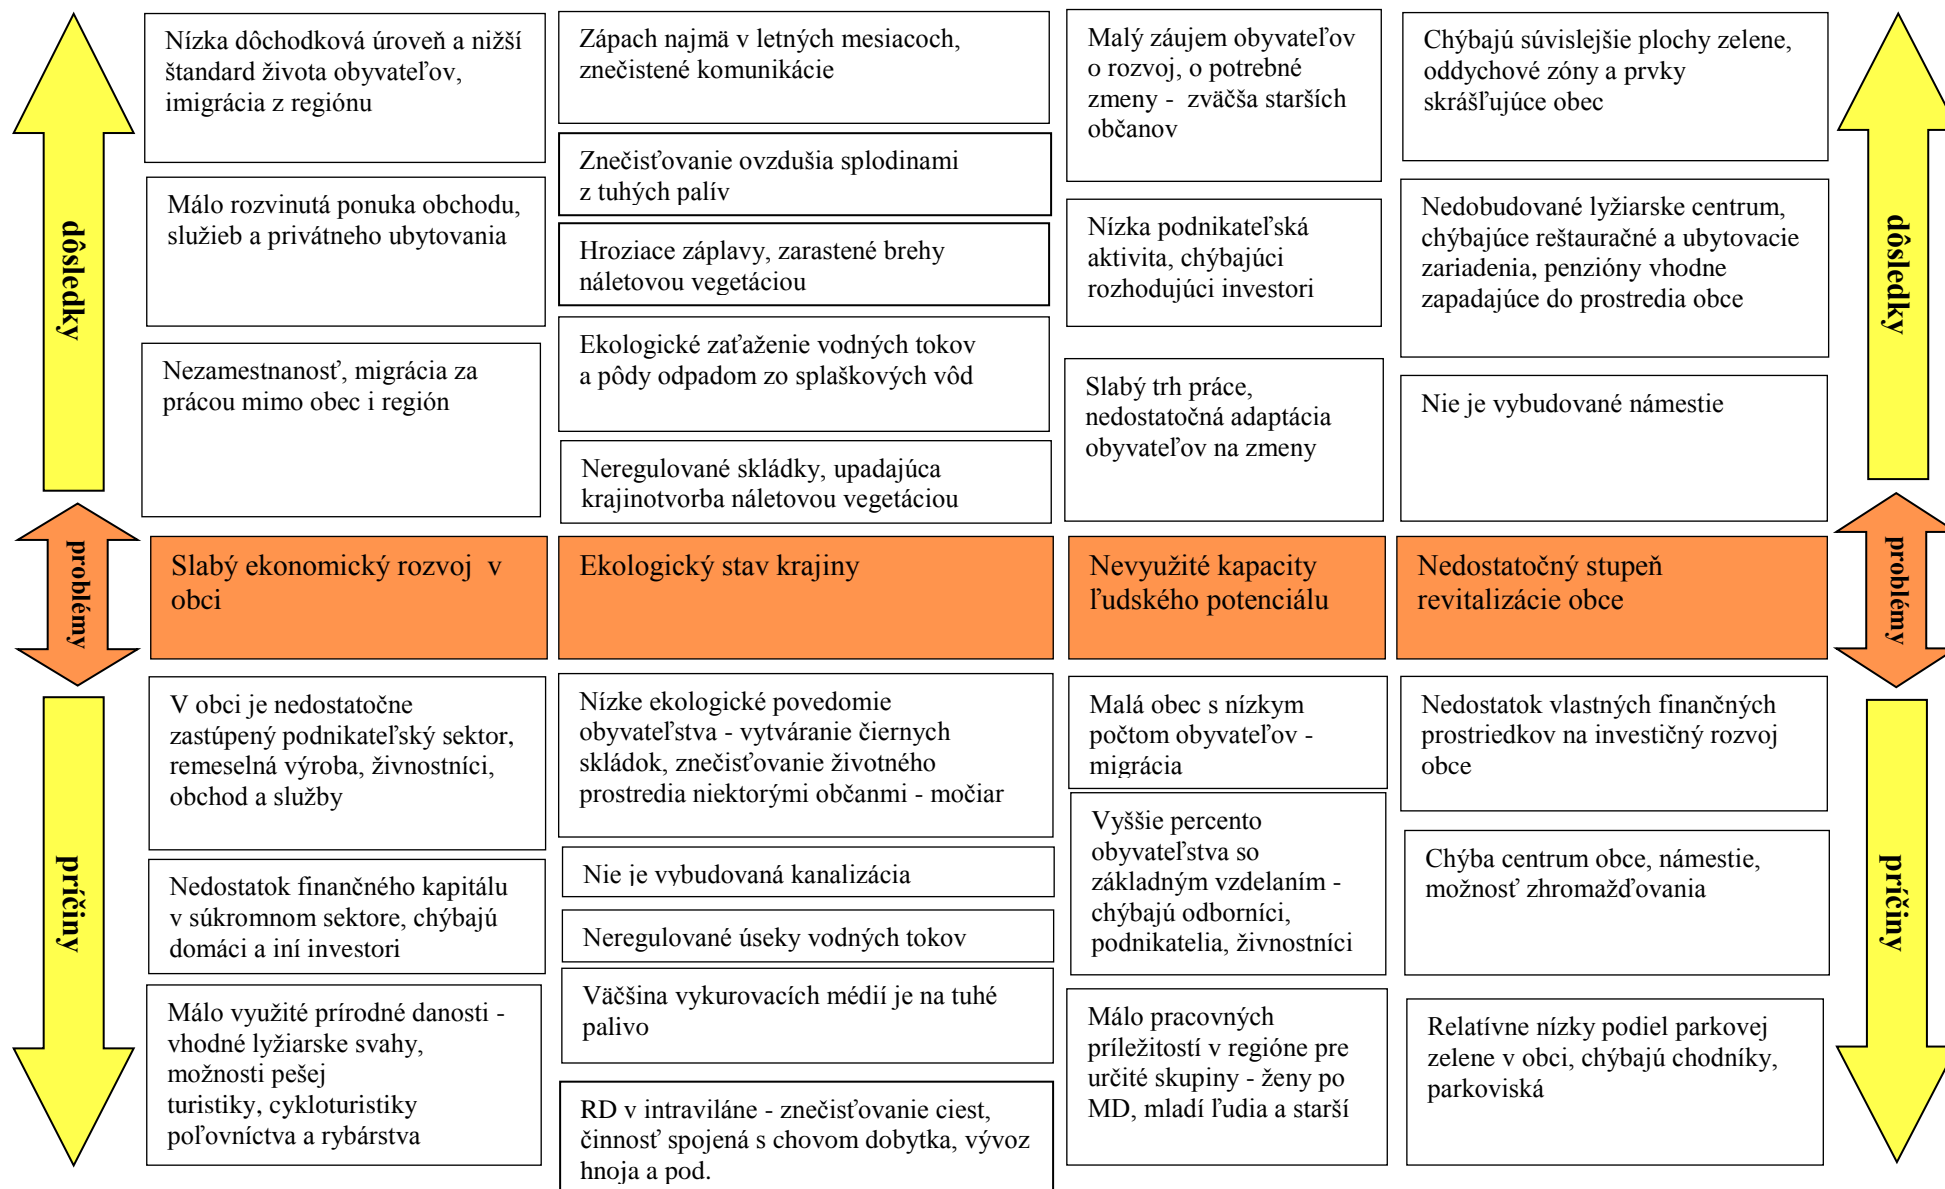 dôsledky
problémy
príčiny
Nízka dôchodková úroveň a nižší
štandard života obyvateľov,
imigrácia z regiónu
Málo rozvinutá ponuka obchodu,
služieb a privátneho ubytovania
Nezamestnanosť, migrácia za
prácou mimo obec i región
Slabý ekonomický rozvoj v
obci
V obci je nedostatočne
zastúpený podnikateľský sektor,
remeselná výroba, živnostníci,
obchod a služby
Nedostatok finančného kapitálu
v súkromnom sektore, chýbajú
domáci a iní investori
Málo využité prírodné danosti -
vhodné lyžiarske svahy,
možnosti pešej
turistiky, cykloturistiky
poľovníctva a rybárstva
Zápach najmä v letných mesiacoch,
znečistené komunikácie
Znečisťovanie ovzdušia splodinami
z tuhých palív
Hroziace záplavy, zarastené brehy
náletovou vegetáciou
Ekologické zaťaženie vodných tokov
a pôdy odpadom zo splaškových vôd
Neregulované skládky, upadajúca
krajinotvorba náletovou vegetáciou
Ekologický stav krajiny
Nízke ekologické povedomie
obyvateľstva - vytváranie čiernych
skládok, znečisťovanie životného
prostredia niektorými občanmi - močiar
Nie je vybudovaná kanalizácia
Neregulované úseky vodných tokov
Väčšina vykurovacích médií je na tuhé
palivo
RD v intraviláne - znečisťovanie ciest,
činnosť spojená s chovom dobytka, vývoz
hnoja a pod.
Malý záujem obyvateľov
o rozvoj, o potrebné
zmeny - zväčša starších
občanov
Nízka podnikateľská
aktivita, chýbajúci
rozhodujúci investori
Slabý trh práce,
nedostatočná adaptácia
obyvateľov na zmeny
Nevyužité kapacity
ľudského potenciálu
Malá obec s nízkym
počtom obyvateľov -
migrácia
Vyššie percento
obyvateľstva so
základným vzdelaním -
chýbajú odborníci,
podnikatelia, živnostníci
Málo pracovných
príležitostí v regióne pre
určité skupiny - ženy po
MD, mladí ľudia a starší
Chýbajú súvislejšie plochy zelene,
oddychové zóny a prvky
skrášľujúce obec
Nedobudované lyžiarske centrum,
chýbajúce reštauračné a ubytovacie
zariadenia, penzióny vhodne
zapadajúce do prostredia obce
Nie je vybudované námestie
Nedostatočný stupeň
revitalizácie obce
Nedostatok vlastných finančných
prostriedkov na investičný rozvoj
obce
Chýba centrum obce, námestie,
možnosť zhromažďovania
Relatívne nízky podiel parkovej
zelene v obci, chýbajú chodníky,
parkoviská
dôsledky
problémy
príčiny